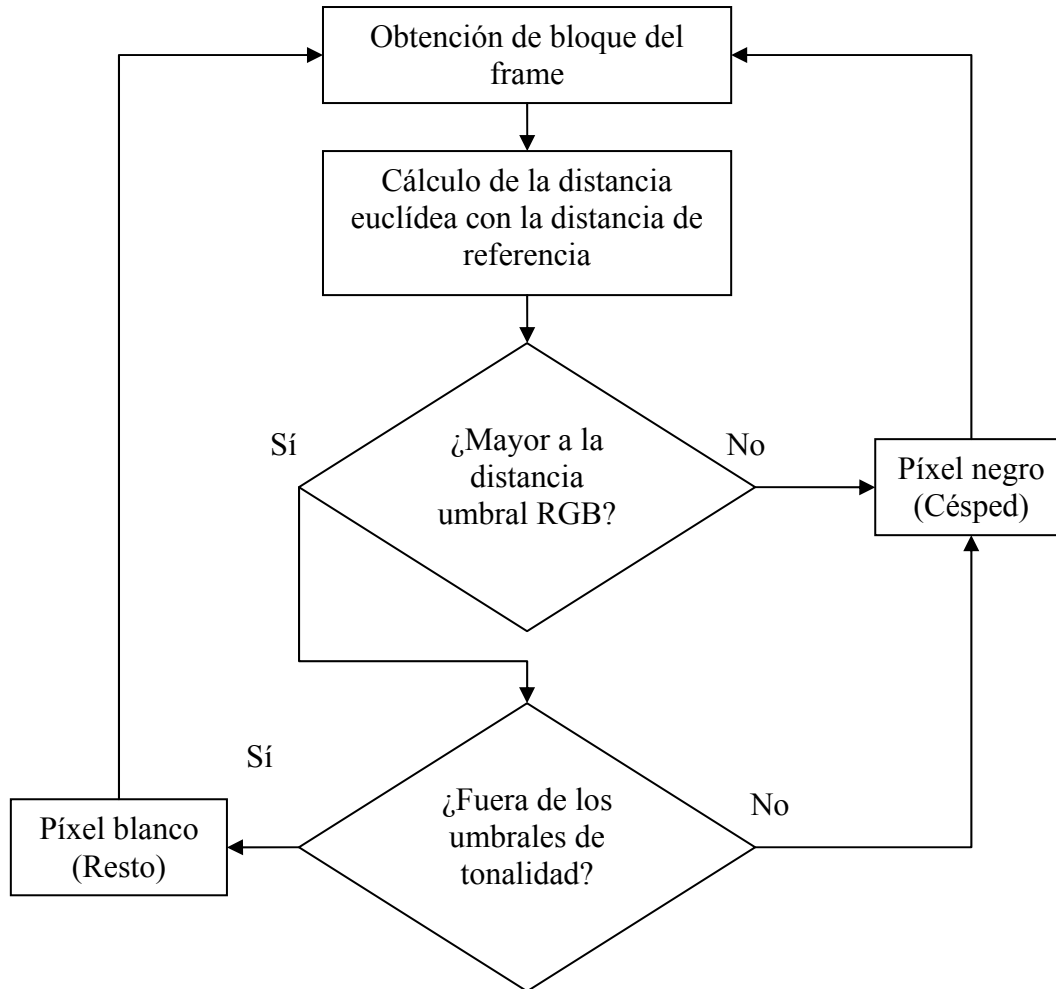 Obtención de bloque del
frame
Cálculo de la distancia
euclídea con la distancia de
referencia
Sí
¿Mayor a la
distancia
umbral RGB?
No
Píxel negro
(Césped)
Sí
¿Fuera de los
umbrales de
tonalidad?
No
Píxel blanco
(Resto)